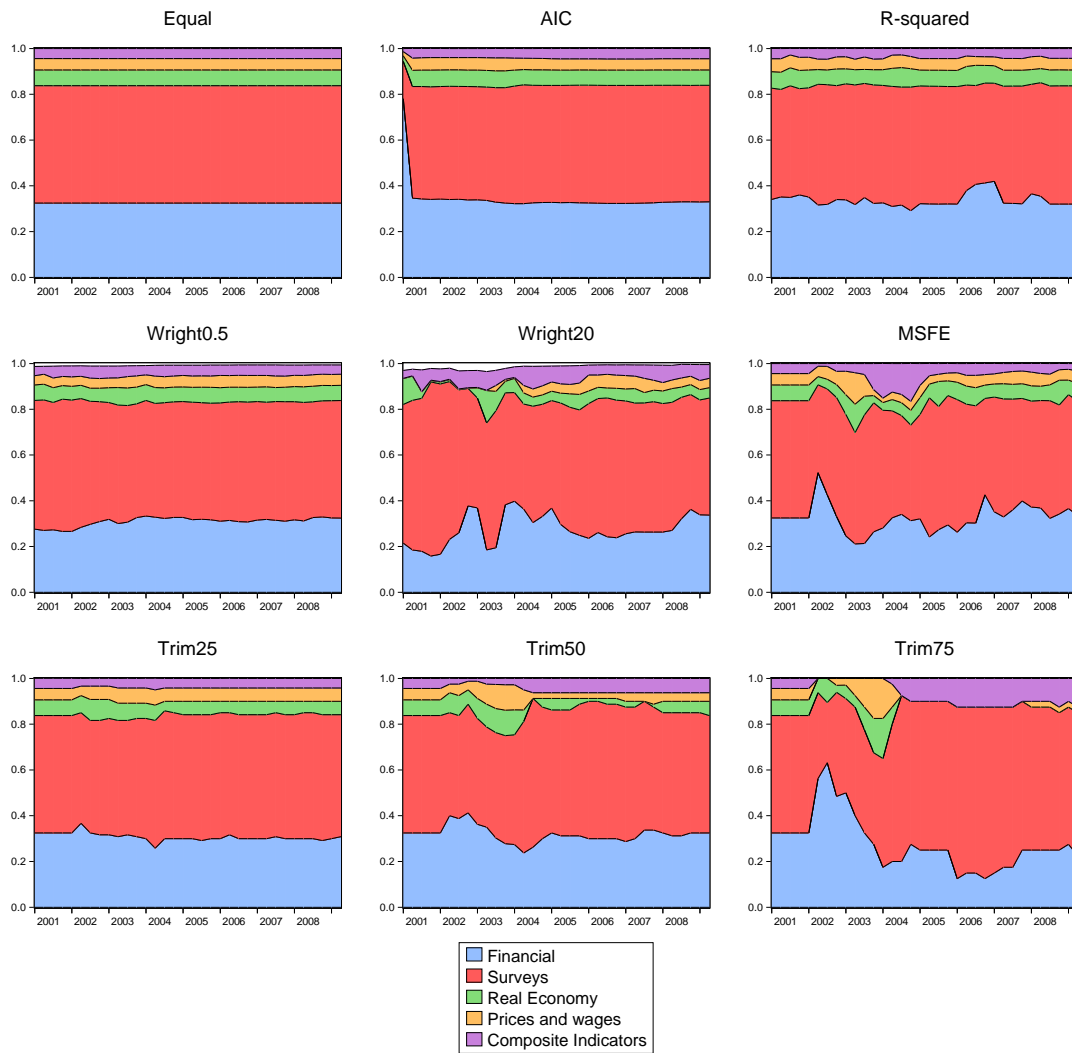 Equal AIC R-squared
1.0 1.0 1.0
0.8 0.8 0.8
0.6 0.6 0.6
0.4 0.4 0.4
0.2 0.2 0.2
0.0 0.0 0.0
2001 2002 2003 2004 2005 2006 2007 2008 2001 2002 2003 2004 2005 2006 2007 2008 2001 2002 2003 2004 2005 2006 2007 2008
Wright0.5 Wright20 MSFE
1.0 1.0 1.0
0.8 0.8 0.8
0.6 0.6 0.6
0.4 0.4 0.4
0.2 0.2 0.2
0.0 0.0 0.0
2001 2002 2003 2004 2005 2006 2007 2008 2001 2002 2003 2004 2005 2006 2007 2008 2001 2002 2003 2004 2005 2006 2007 2008
Trim25 Trim50 Trim75
1.0 1.0 1.0
0.8 0.8 0.8
0.6 0.6 0.6
0.4 0.4 0.4
0.2 0.2 0.2
0.0 0.0 0.0
2001 2002 2003 2004 2005 2006 2007 2008 2001 2002 2003 2004 2005 2006 2007 2008 2001 2002 2003 2004 2005 2006 2007 2008
Financial
Surveys
Real Economy
Prices and wages
Composite Indicators